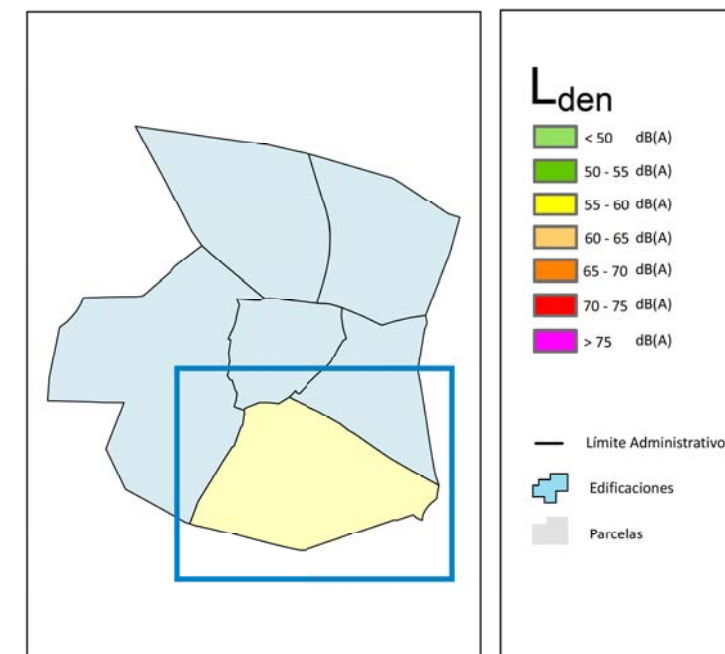 Lden
< 50 dB(A)
50 - 55 dB(A)
55 - 60 dB(A)
60 - 65 dB(A)
65 - 70 dB(A)
70 - 75 dB(A)
> 75 dB(A)
Límite Administrativo
Edificaciones
Parcelas